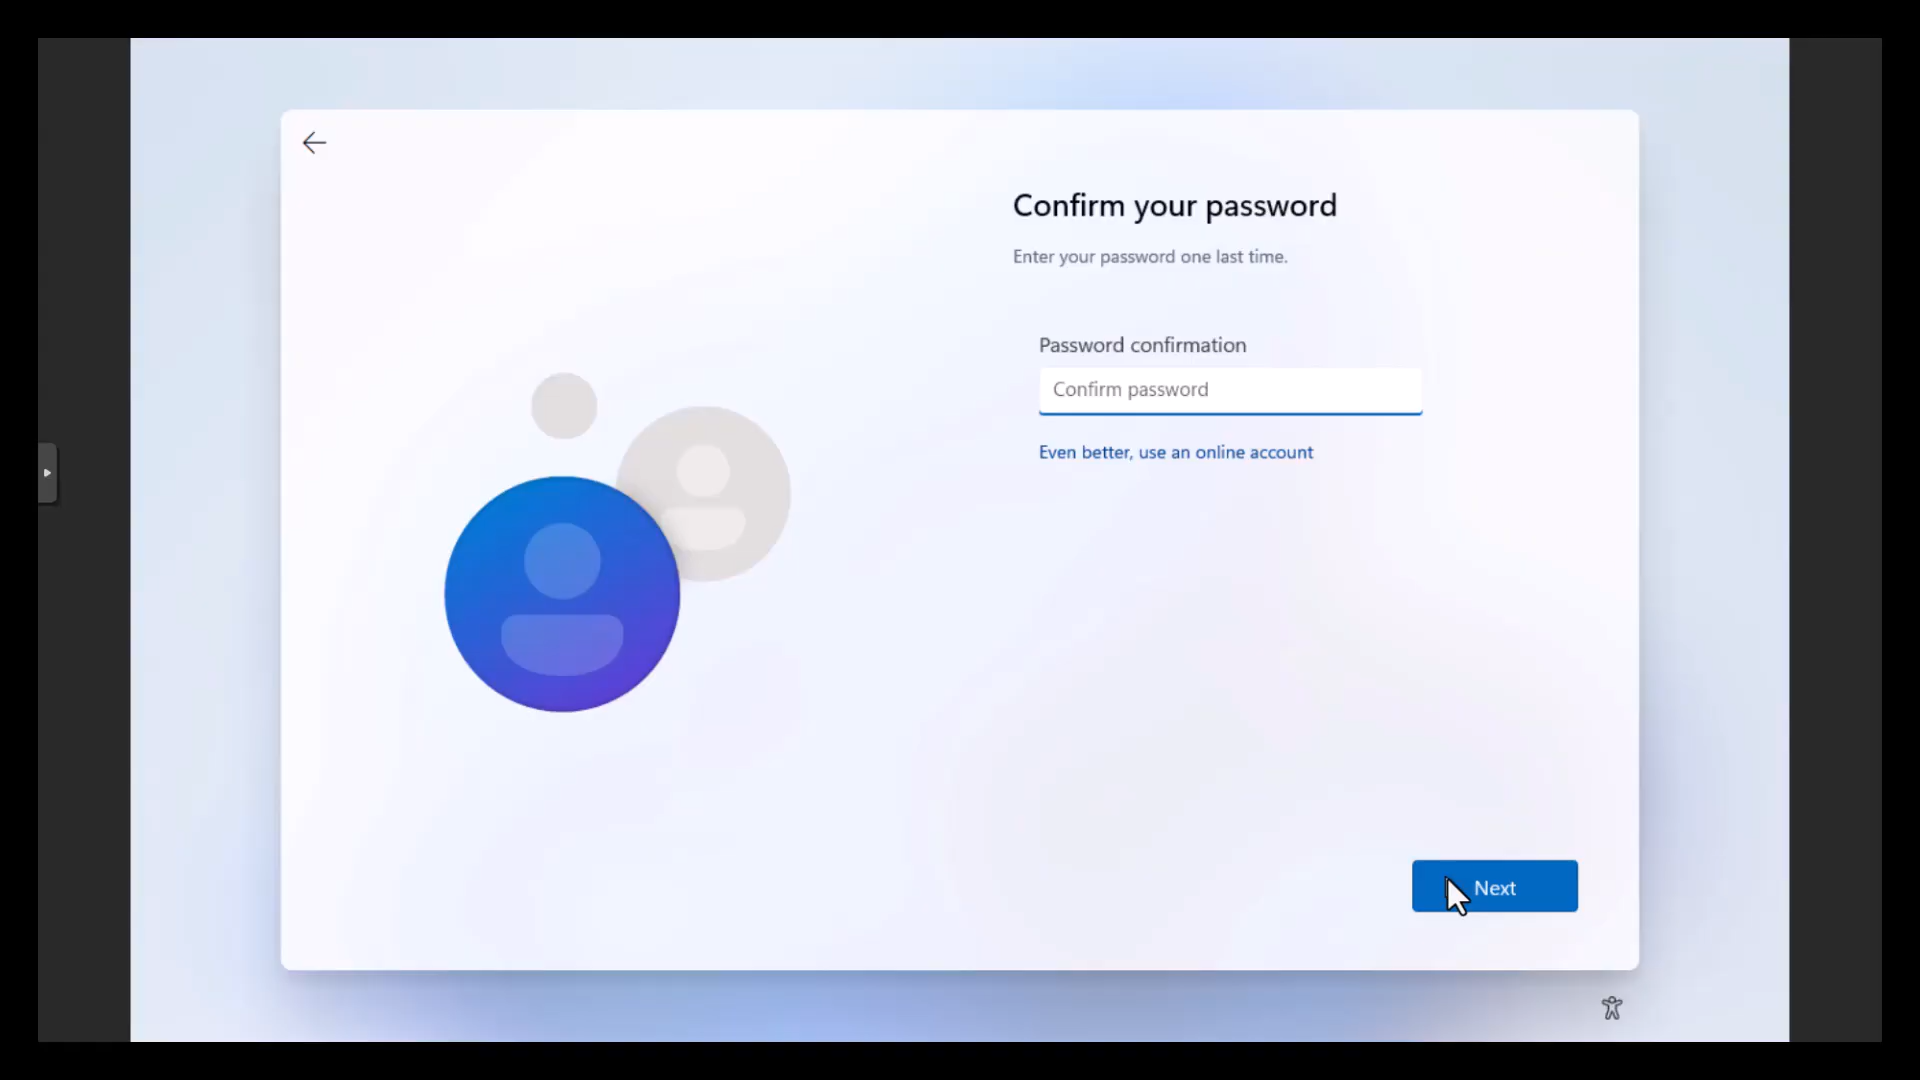 Confirm your password
Enter your password one last time.
Password confirmation
Confirm password
Even better, use an online account
Next